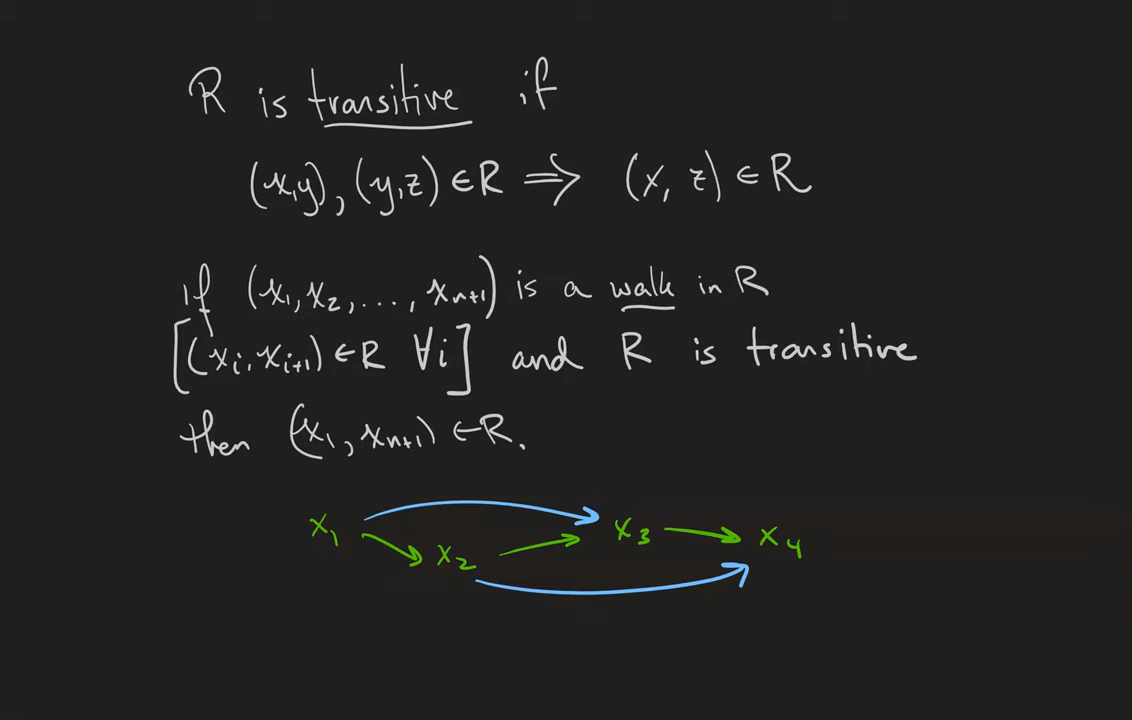 R is transitive if
(x,y), (y,z) ∈ R ⇒ (x, z) ∈ R
if (x₁, x₂, ..., xₙ₊₁) is a walk in R
[(xᵢ, xᵢ₊₁) ∈ R ∀i] and R is transitive
then (x₁, xₙ₊₁) ∈ R.
x₁ x₂ x₃ x₄